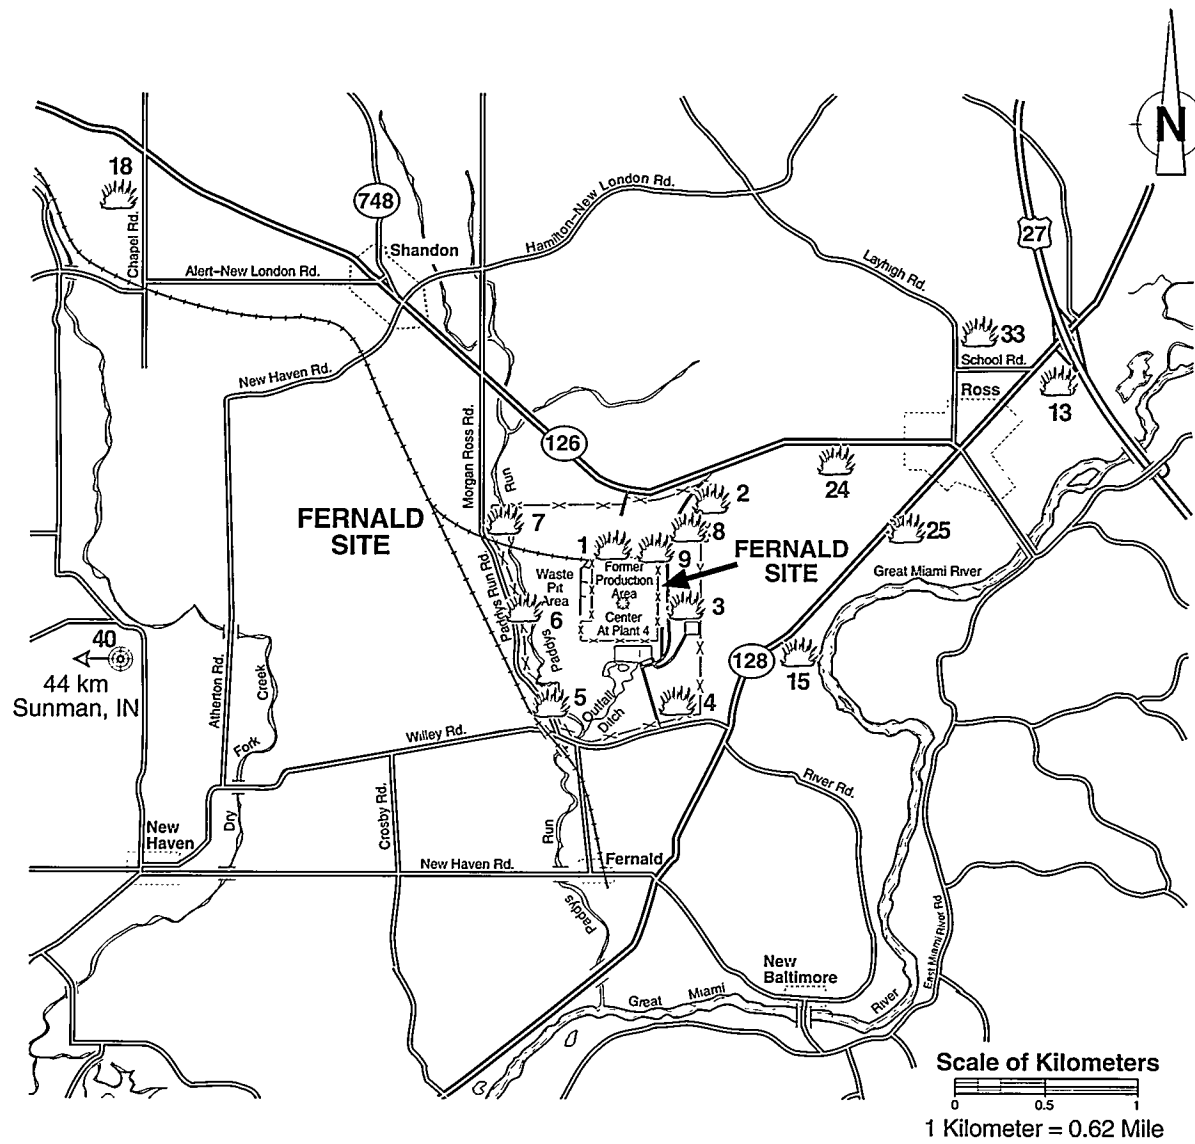 N
18
748
Hamilton–New London Rd.
27
Chapel Rd.
Shandon
Alert–New London Rd.
Layhigh Rd.
33
School Rd.
New Haven Rd.
Ross
13
Morgan Ross Rd.
126
Run
24
2
FERNALD
SITE
7
8
25
1
9
FERNALD
SITE
Former
Production
Area
Center
At Plant 4
Waste
Pit
Area
Great Miami River
Paddys Run Rd.
6
3
Paddys
40
44 km
Sunman, IN
128
15
Atherton Rd.
Creek
5
Outfall
Ditch
4
Fork
Willey Rd.
River Rd.
Crosby Rd.
Dry
New
Haven
Run
New Haven Rd.
Fernald
Paddys
East Miami River Rd
New
Baltimore
Great Miami
River
Scale of Kilometers
0 0.5 1
1 Kilometer = 0.62 Mile